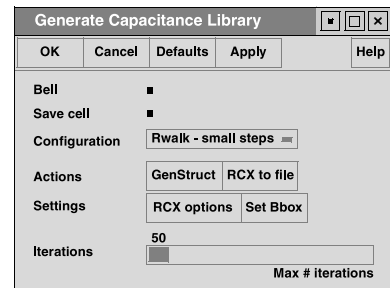 Generate Capacitance Library
OK Cancel Defaults Apply Help
Bell
Save cell
Configuration Rwalk - small steps
Actions GenStruct RCX to file
Settings RCX options Set Bbox
50
Iterations
Max # iterations